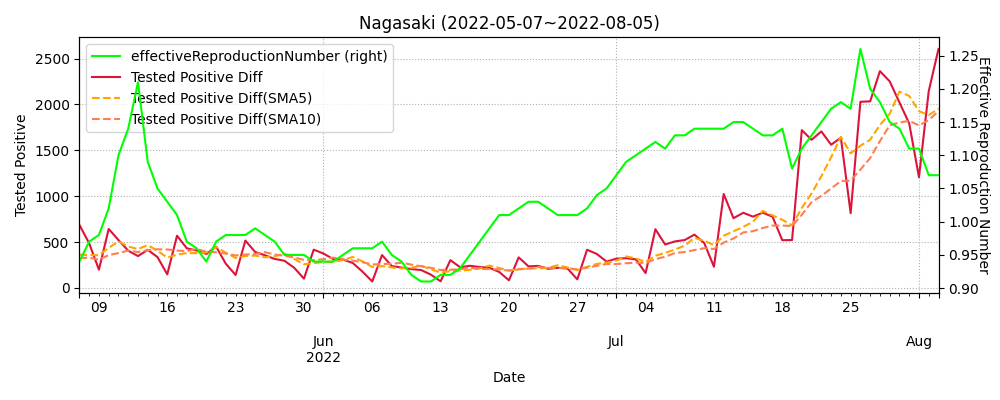 Nagasaki (2022-05-07~2022-08-05)
effectiveReproductionNumber (right)
Tested Positive Diff
Tested Positive Diff(SMA5)
Tested Positive Diff(SMA10)
Tested Positive
2500
2000
1500
1000
500
0
Effective Reproduction Number
1.25
1.20
1.15
1.10
1.05
1.00
0.95
0.90
09 16 23 30 06 13 20 27 04 11 18 25
Jun Jul Aug
2022
Date